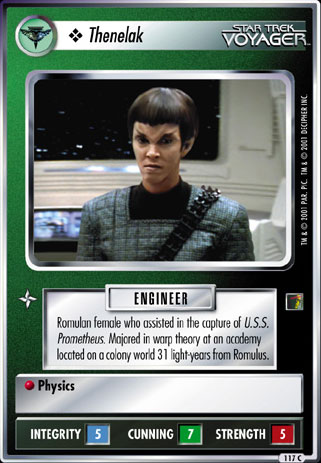 ❖ Thenelak
STAR TREK
VOYAGER™
TM & © 2001 PAR. PIC. TM & © 2001 DECIPHER INC.
ENGINEER
Romulan female who assisted in the capture of U.S.S.
Prometheus. Majored in warp theory at an academy
located on a colony world 31 light-years from Romulus.
Physics
INTEGRITY 5 CUNNING 7 STRENGTH 5
117 C